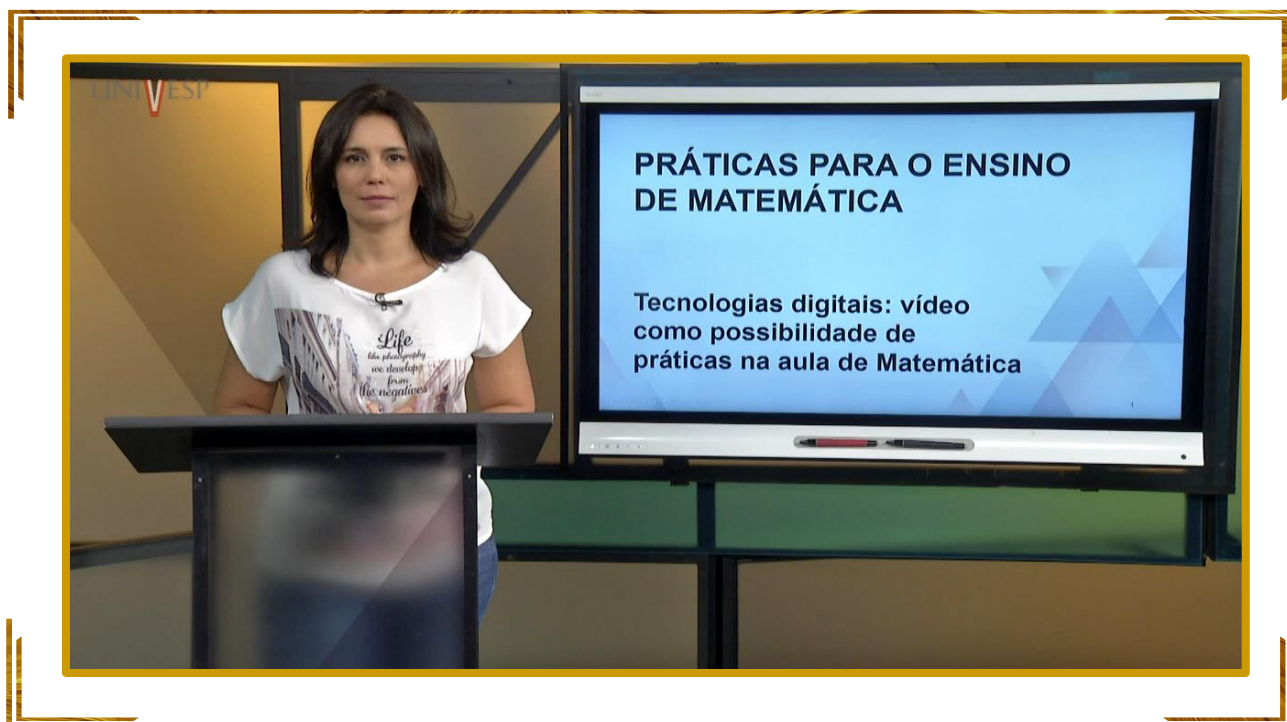 UNIVESP
PRÁTICAS PARA O ENSINO
DE MATEMÁTICA
Tecnologias digitais: vídeo
como possibilidade de
práticas na aula de Matemática
Life
like photography
we develop
from
the negatives